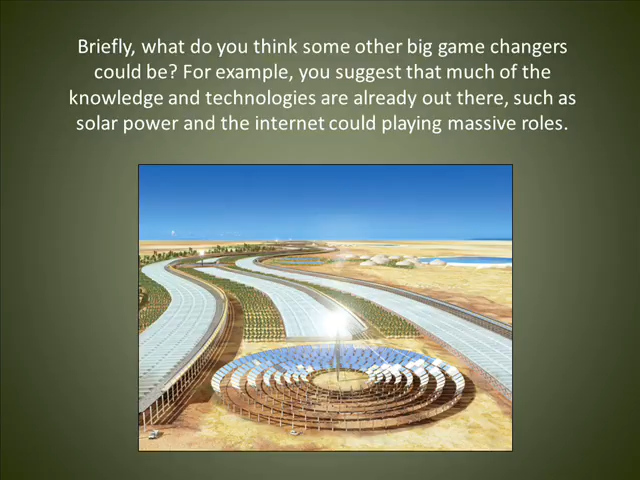 Briefly, what do you think some other big game changers
could be? For example, you suggest that much of the
knowledge and technologies are already out there, such as
solar power and the internet could playing massive roles.